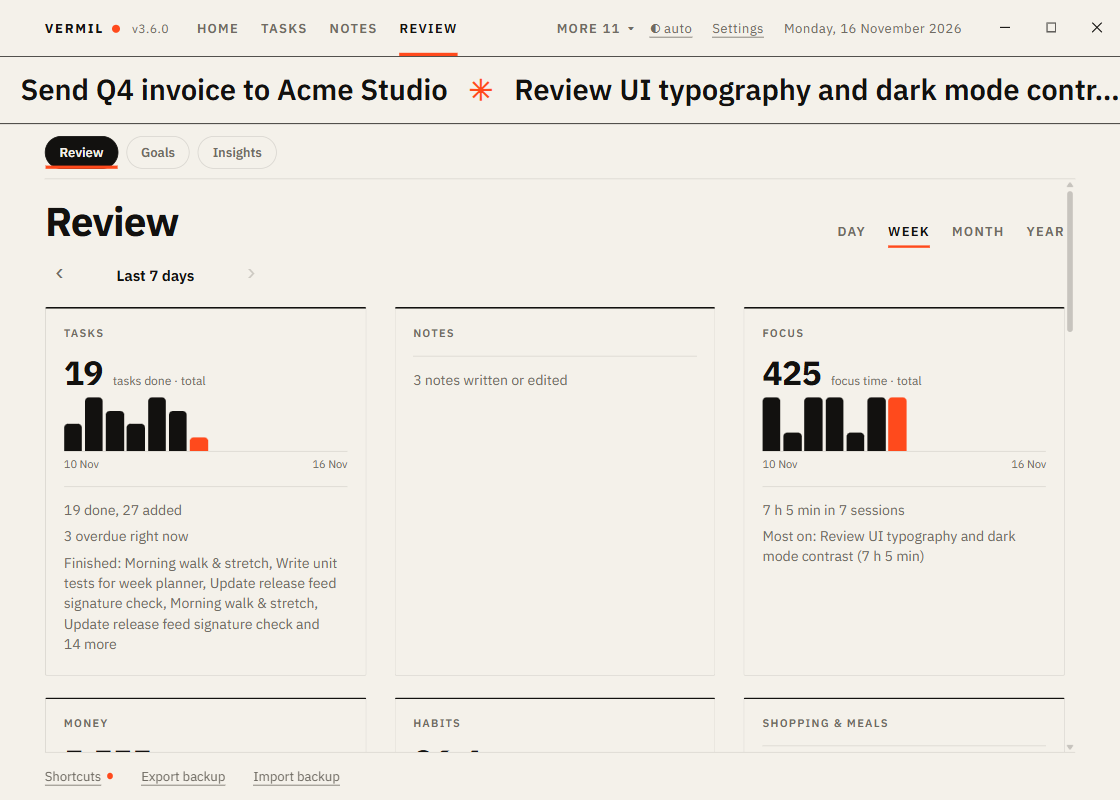 VERMIL v3.6.0 HOME TASKS NOTES REVIEW MORE 11 auto Settings Monday, 16 November 2026
Send Q4 invoice to Acme Studio ✳ Review UI typography and dark mode contr...
Review Goals Insights
Review
DAY WEEK MONTH YEAR
Last 7 days
TASKS
19 tasks done · total
10 Nov 16 Nov
19 done, 27 added
3 overdue right now
Finished: Morning walk & stretch, Write unit
tests for week planner, Update release feed
signature check, Morning walk & stretch,
Update release feed signature check and
14 more
NOTES
3 notes written or edited
FOCUS
425 focus time · total
10 Nov 16 Nov
7 h 5 min in 7 sessions
Most on: Review UI typography and dark
mode contrast (7 h 5 min)
MONEY
HABITS
SHOPPING & MEALS
Shortcuts Export backup Import backup